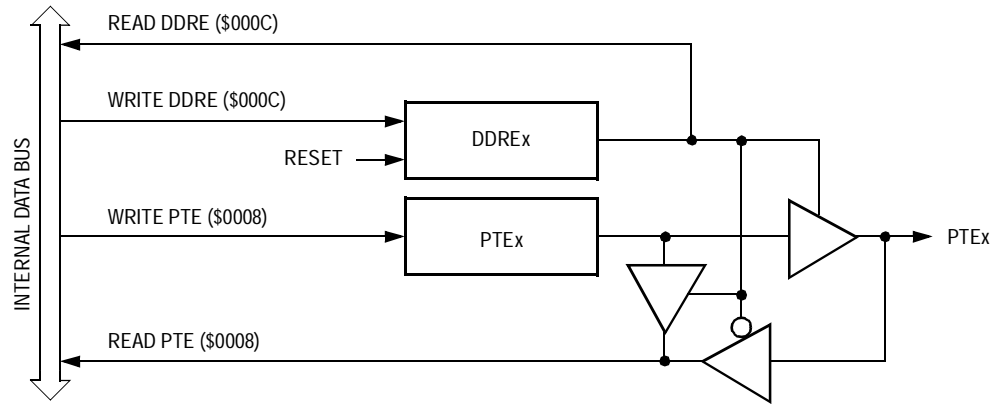 READ DDRE ($000C)
WRITE DDRE ($000C)
DDREx
RESET
INTERNAL DATA BUS
WRITE PTE ($0008)
PTEx
PTEx
READ PTE ($0008)